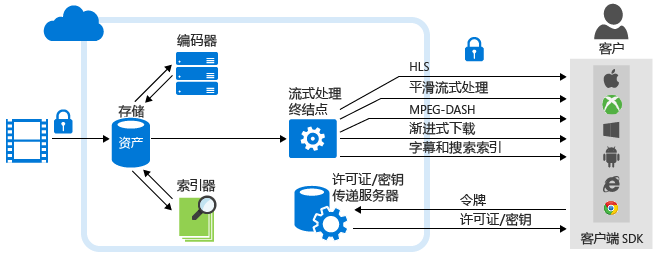 编码器
存储
资产
索引器
流式处理
终结点
许可证/密钥
传递服务器
HLS
平滑流式处理
MPEG-DASH
渐进式下载
字幕和搜索索引
令牌
许可证/密钥
客户
客户端 SDK